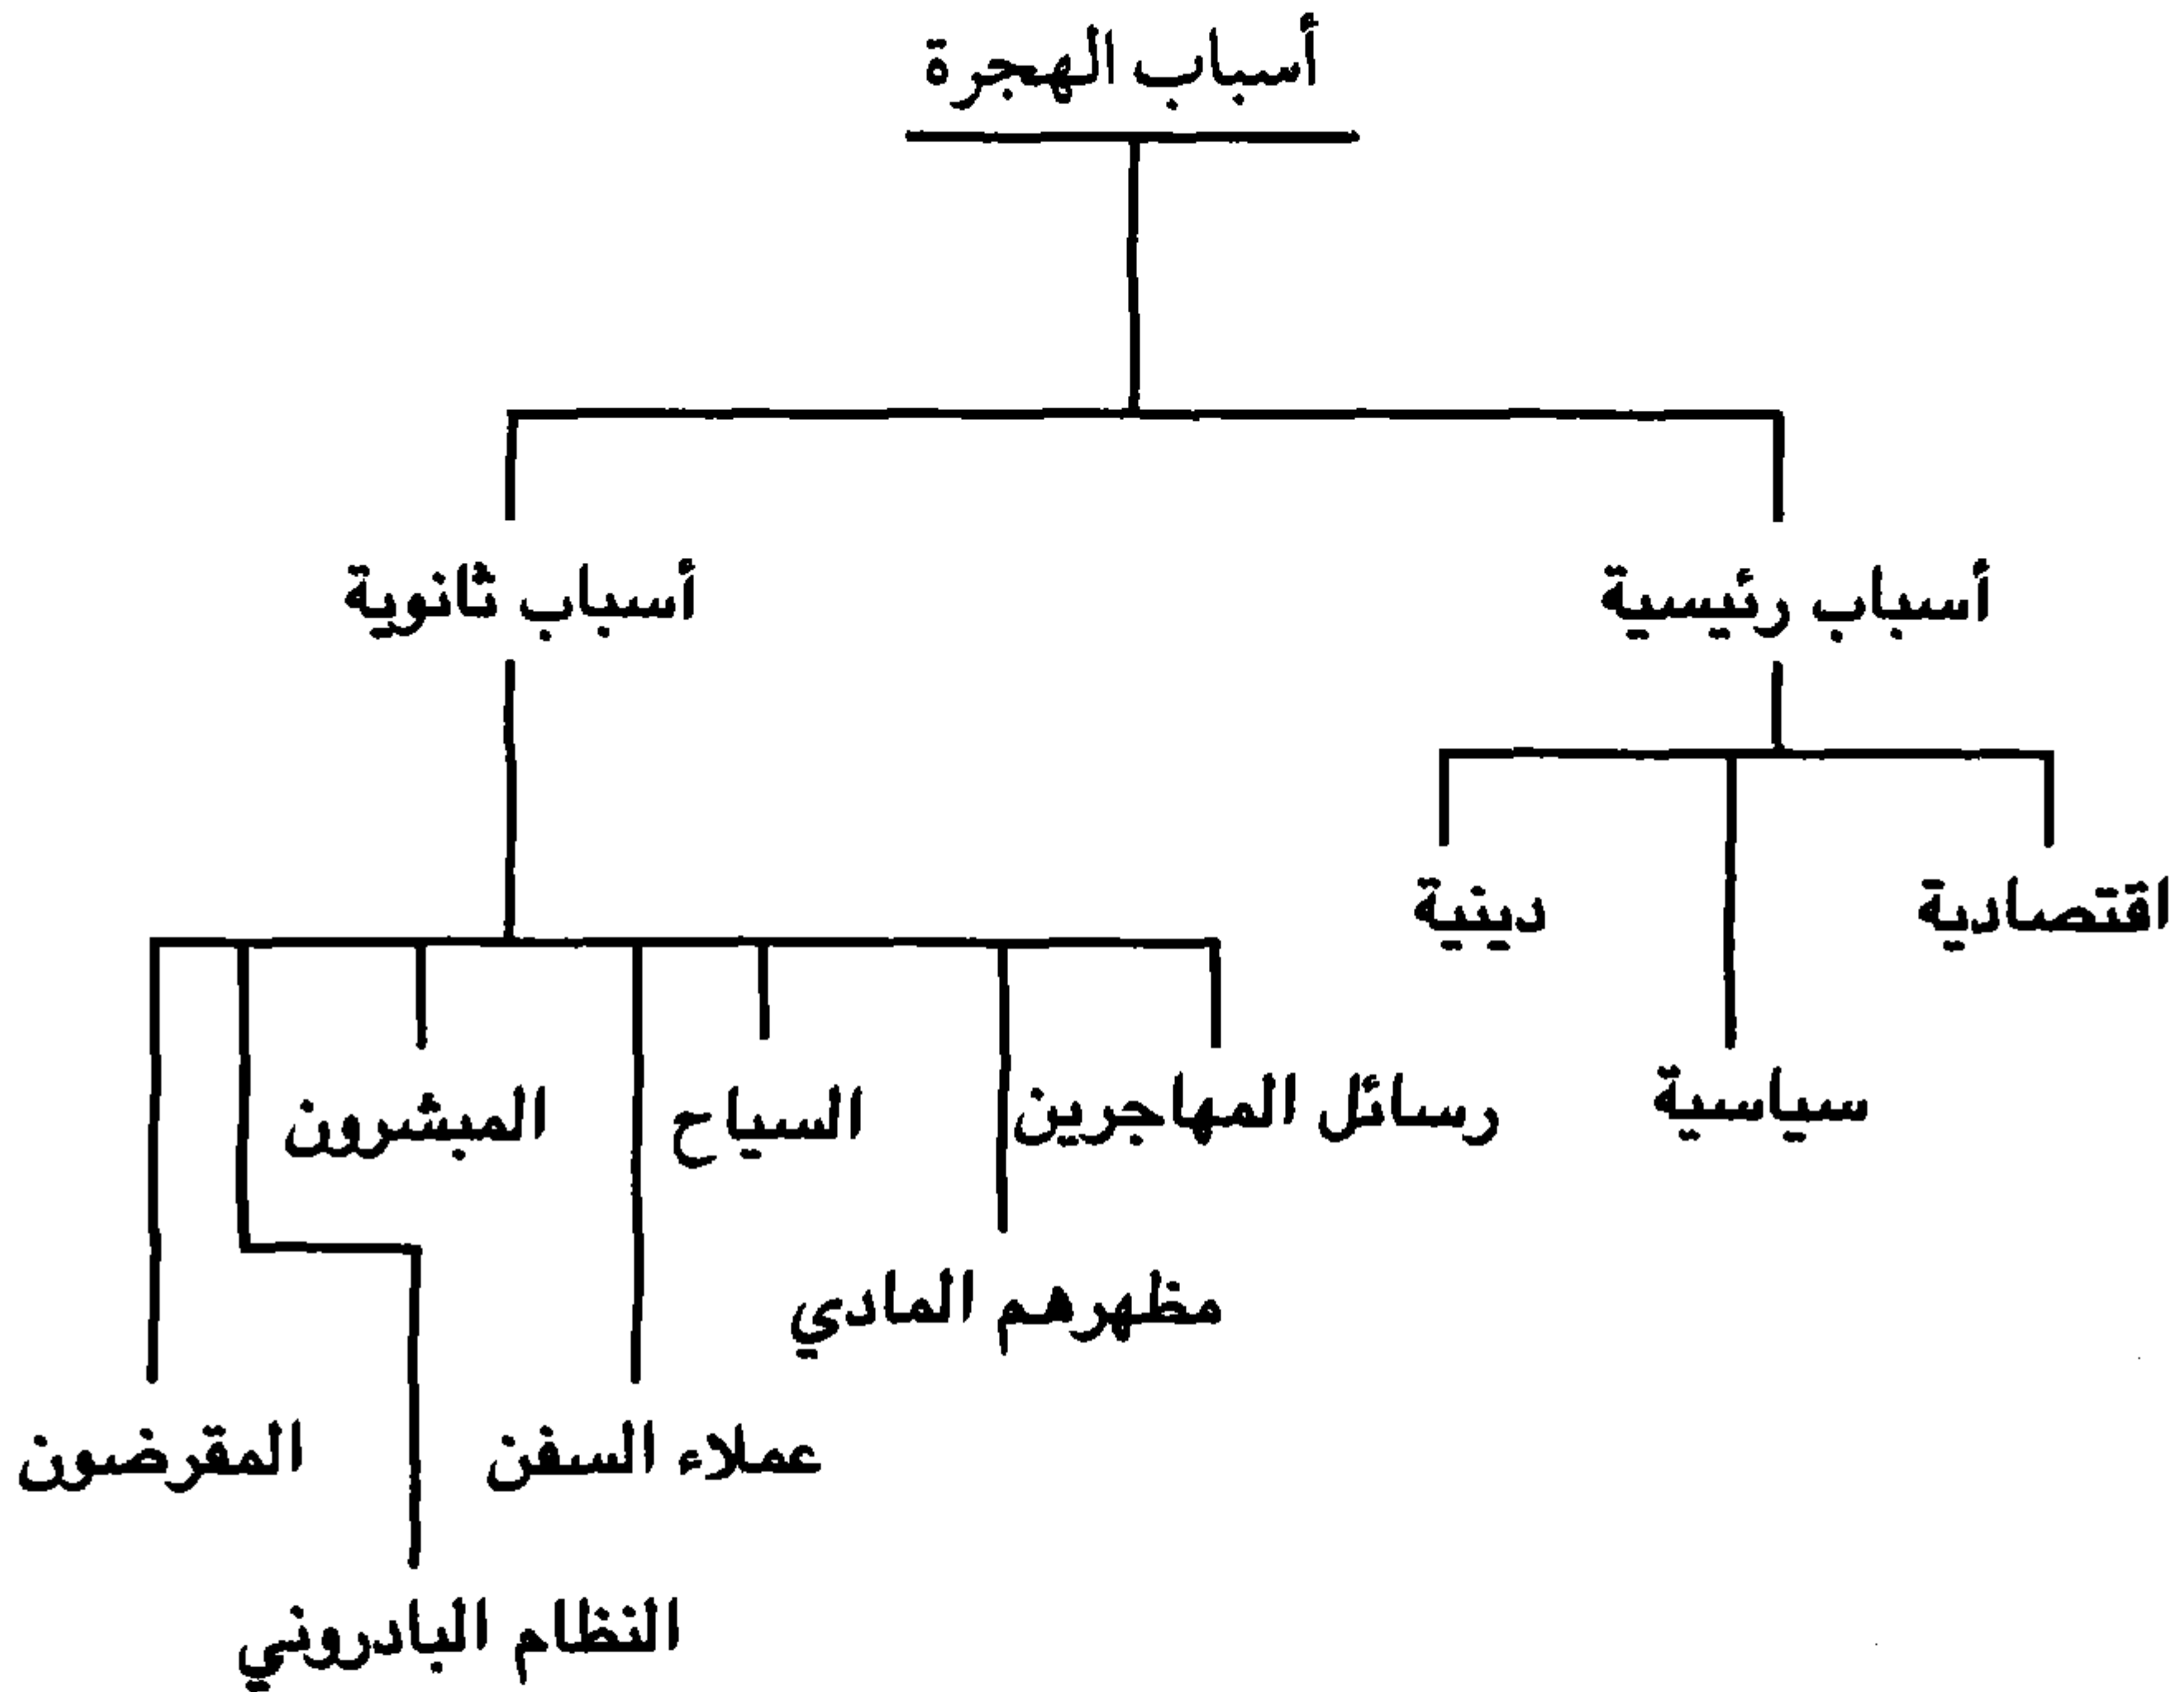 أسباب الهجرة
أسباب رئيسية
أسباب ثانوية
اقتصادية
دينية
سياسية
رسائل المهاجرين
السياح
المبشرون
مظهرهم المادي
عملاء السفن
المقرضون
النظام البادروني